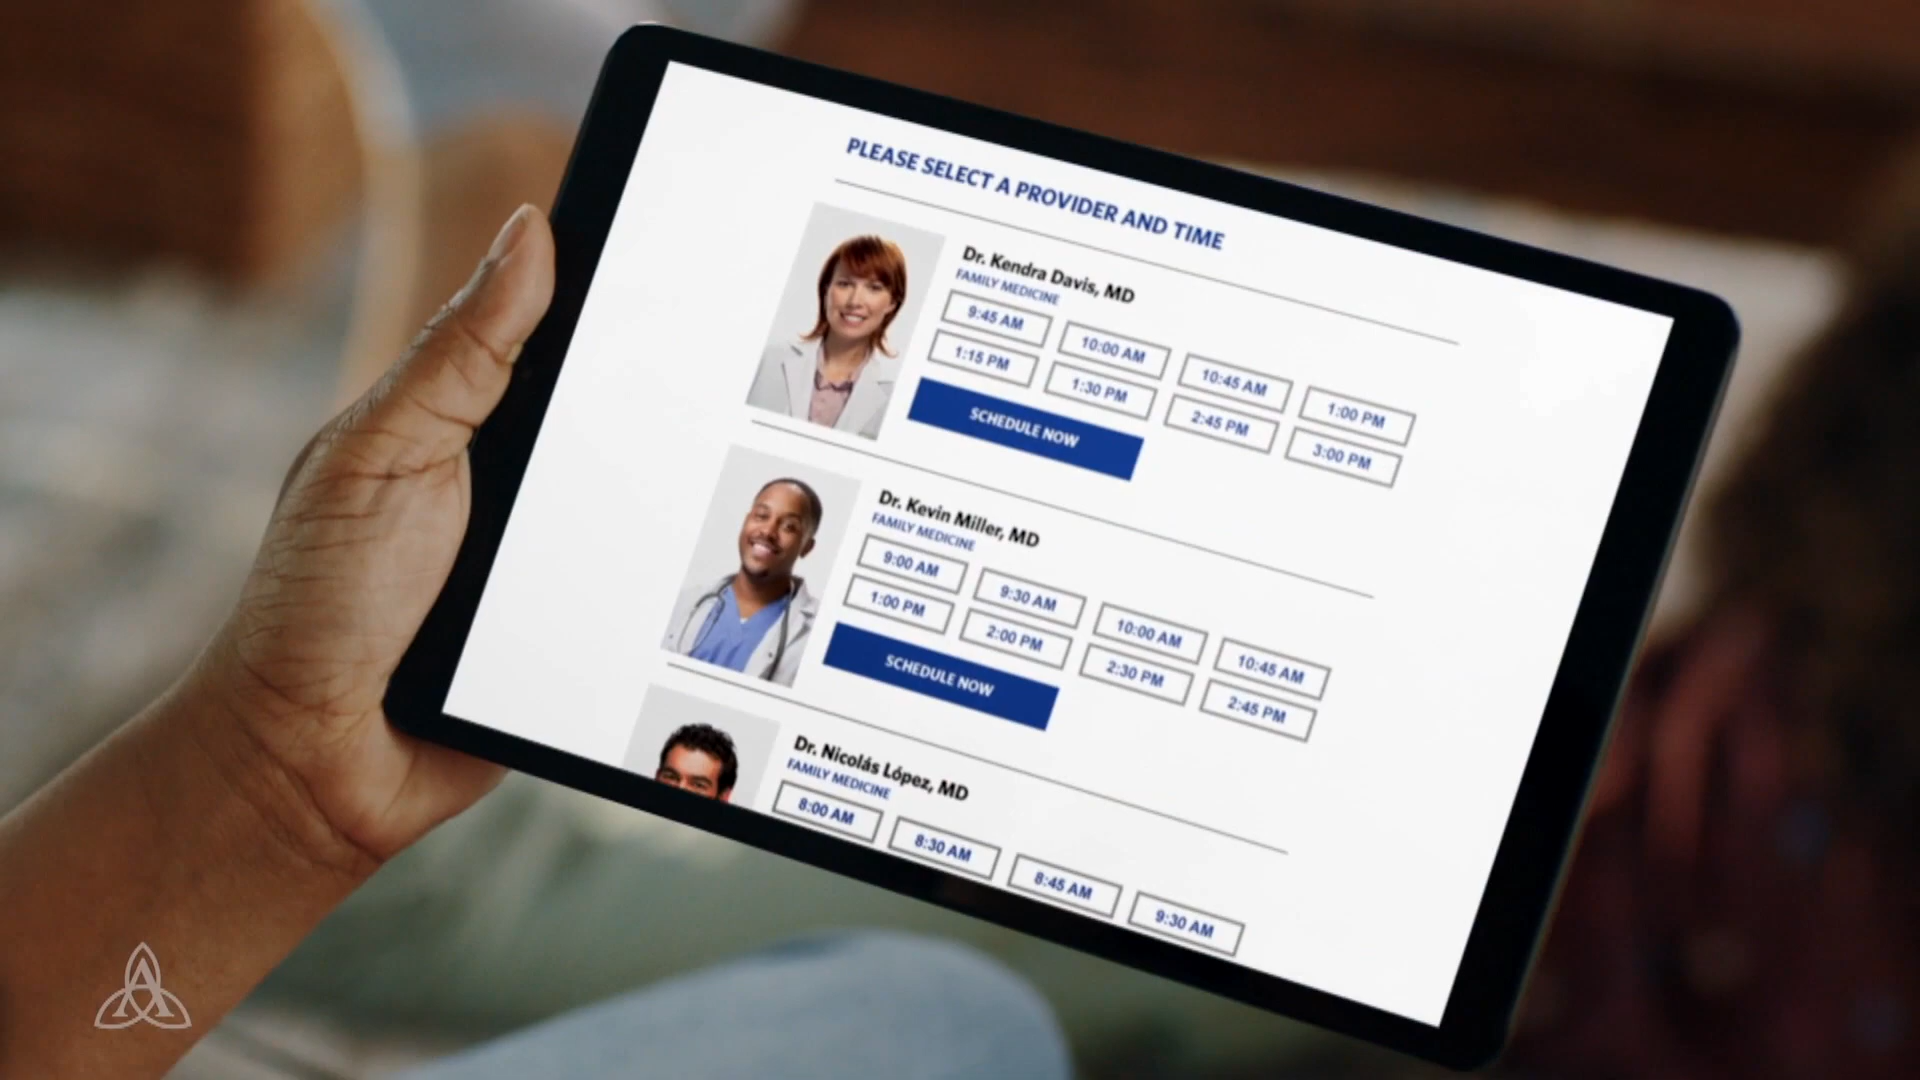 PLEASE SELECT A PROVIDER AND TIME
Dr. Kendra Davis, MD
FAMILY MEDICINE
9:45 AM 10:00 AM 10:45 AM 1:00 PM
1:15 PM 1:30 PM 2:45 PM 3:00 PM
SCHEDULE NOW
Dr. Kevin Miller, MD
FAMILY MEDICINE
9:00 AM 9:30 AM 10:00 AM 10:45 AM
1:00 PM 2:00 PM 2:30 PM 2:45 PM
SCHEDULE NOW
Dr. Nicolás López, MD
FAMILY MEDICINE
8:00 AM 8:30 AM 8:45 AM 9:30 AM
A